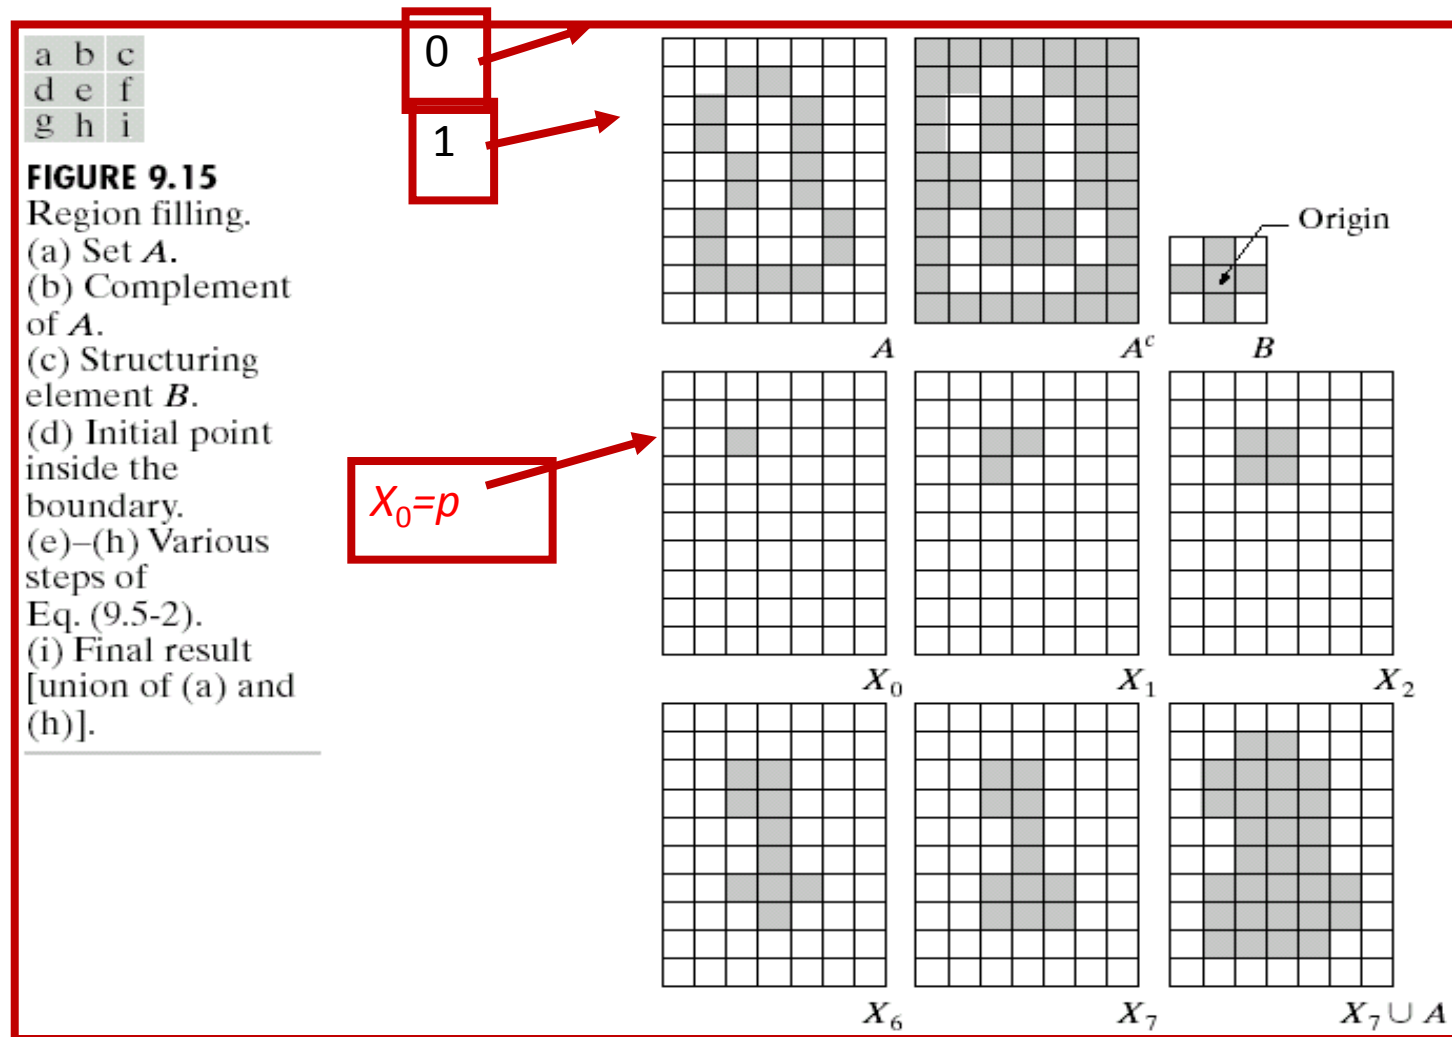 a b c
d e f
g h i
FIGURE 9.15
Region filling.
(a) Set A.
(b) Complement
of A.
(c) Structuring
element B.
(d) Initial point
inside the
boundary.
(e)–(h) Various
steps of
Eq. (9.5-2).
(i) Final result
[union of (a) and
(h)].
0
1
X₀=p
Origin
A
Aᶜ
B
X₀
X₁
X₂
X₆
X₇
X₇ ∪ A